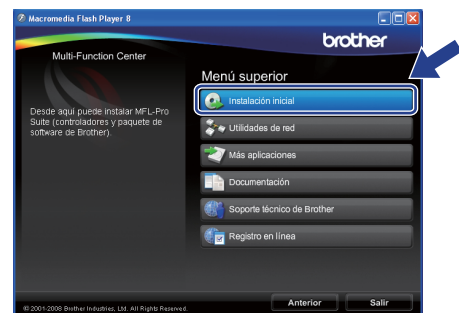 Macromedia Flash Player 8
brother
Multi-Function Center
Menú superior
Desde aquí puede instalar MFL-Pro
Suite (controladores y paquete de
software de Brother).
Instalación inicial
Utilidades de red
Más aplicaciones
Documentación
Soporte técnico de Brother
Registro en línea
© 2001-2008 Brother Industries, Ltd. All Rights Reserved.
Anterior
Salir